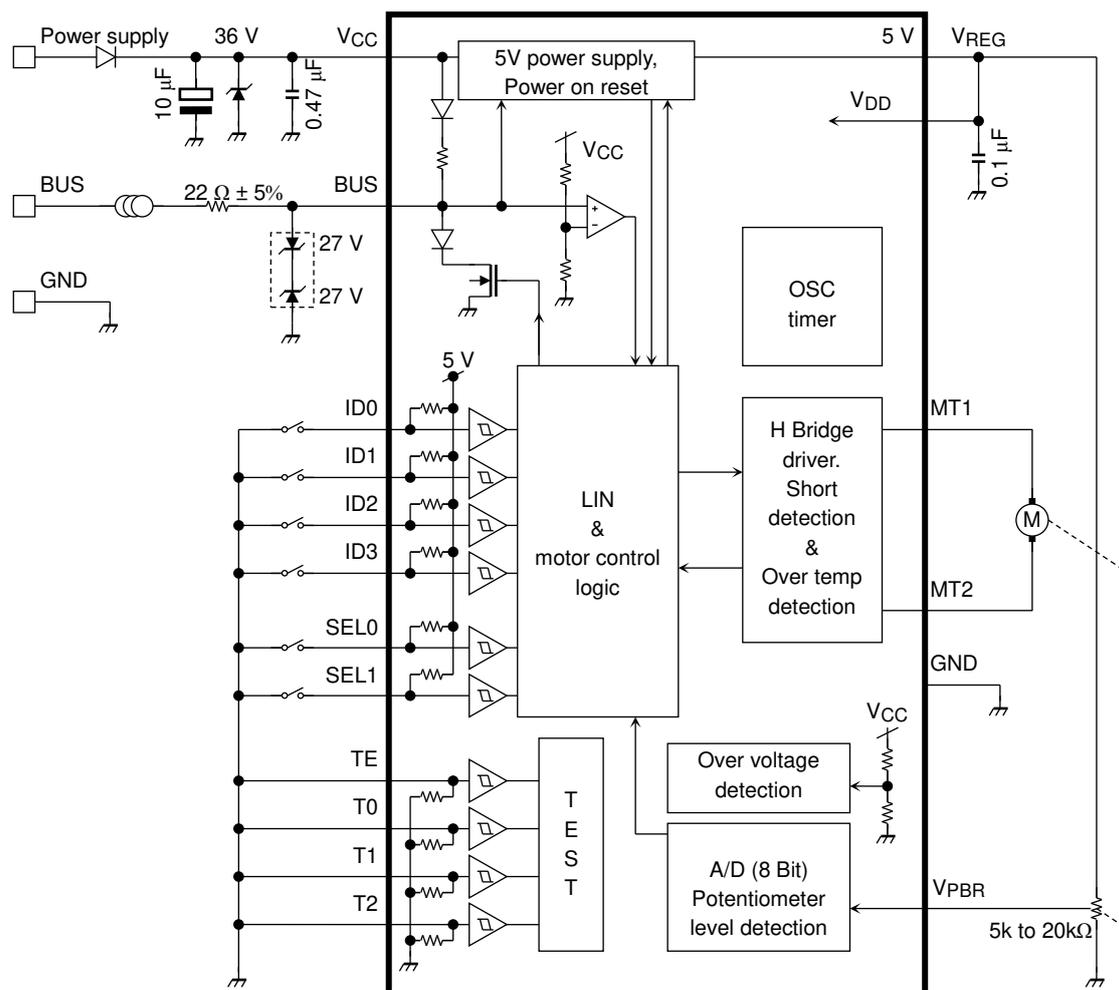 Power supply
36 V
VCC
5V power supply,
Power on reset
5 V
VREG
10 μF
0.47 μF
VDD
0.1 μF
VCC
BUS
22 Ω ± 5%
BUS
+
−
27 V
27 V
GND
OSC
timer
5 V
ID0
ID1
ID2
ID3
SEL0
SEL1
LIN
&
motor control
logic
H Bridge
driver.
Short
detection
&
Over temp
detection
MT1
M
MT2
GND
VCC
TE
T0
T1
T2
T
E
S
T
Over voltage
detection
A/D (8 Bit)
Potentiometer
level detection
VPBR
5k to 20kΩ